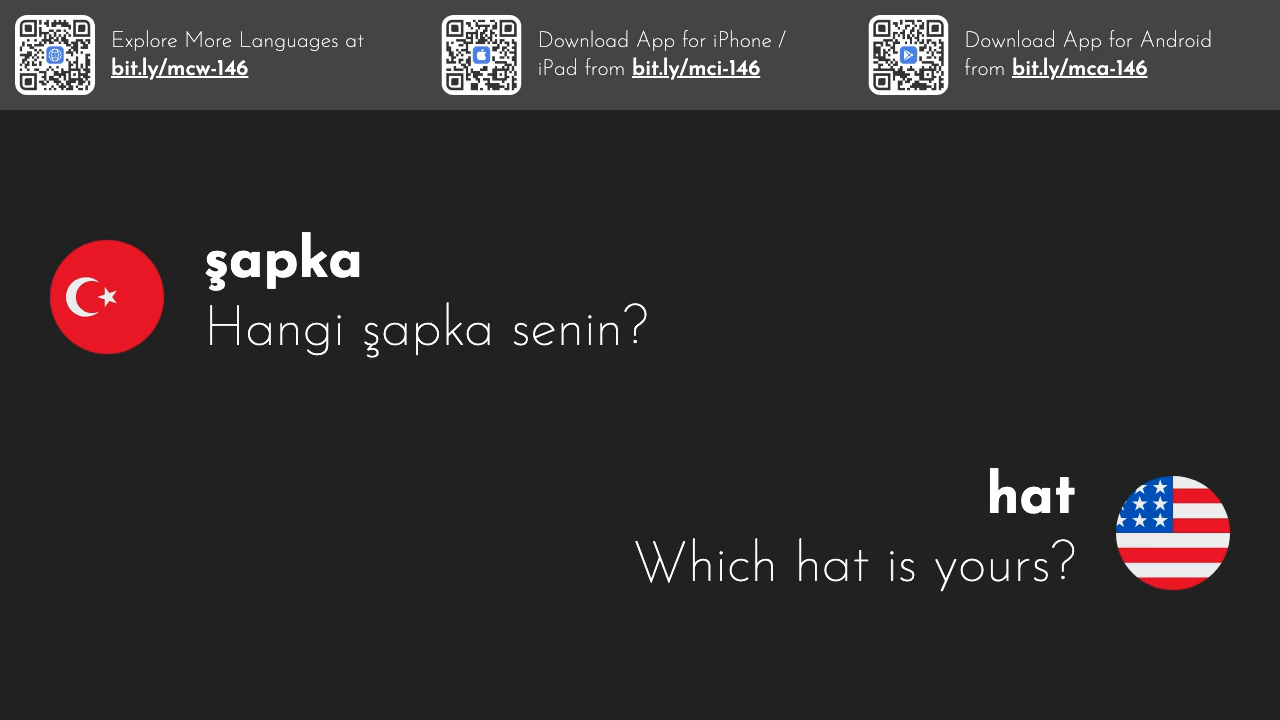 Explore More Languages at
bit.ly/mcw-146
Download App for iPhone /
iPad from bit.ly/mci-146
Download App for Android
from bit.ly/mca-146
şapka
Hangi şapka senin?
hat
Which hat is yours?